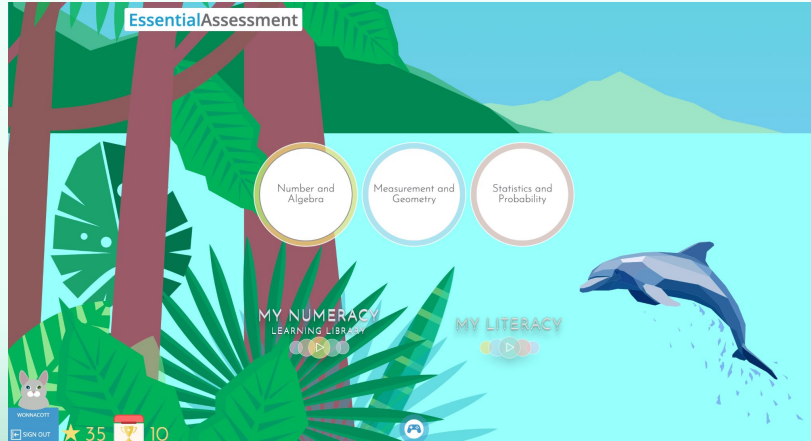 EssentialAssessment
Number and
Algebra
Measurement and
Geometry
Statistics and
Probability
MY NUMERACY
LEARNING LIBRARY
MY LITERACY
WONNACOTT
SIGN OUT
35
10